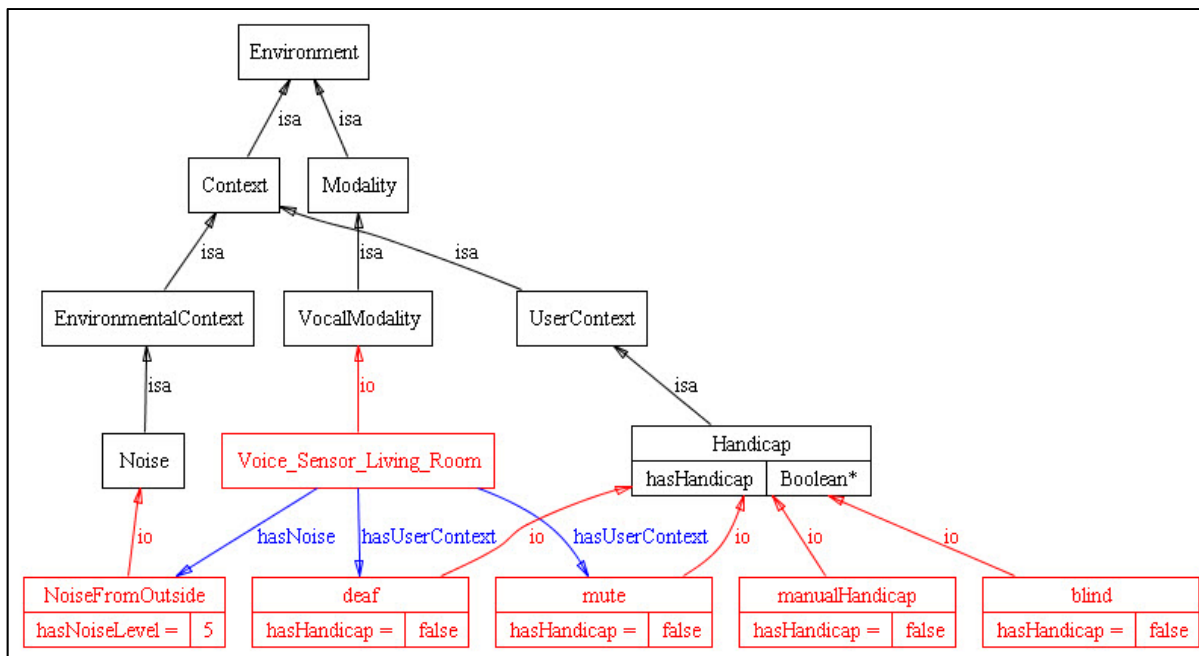 Environment
isa isa
Context Modality
isa isa isa
EnvironmentalContext VocalModality UserContext
isa io isa
Noise Voice_Sensor_Living_Room Handicap
hasHandicap Boolean*
io hasNoise hasUserContext io hasUserContext io io io
NoiseFromOutside deaf mute manualHandicap blind
hasNoiseLevel = 5 hasHandicap = false hasHandicap = false hasHandicap = false hasHandicap = false